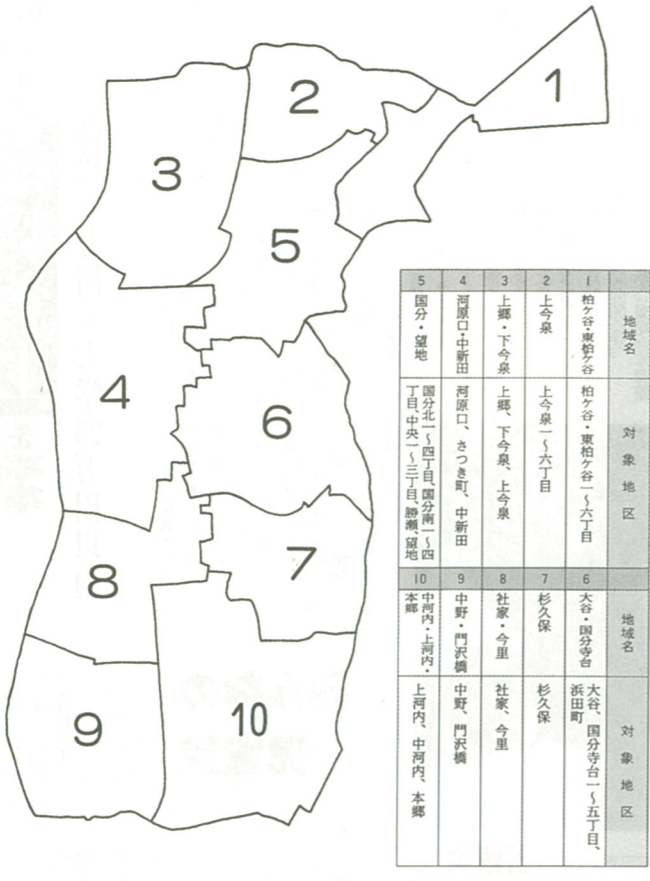 1
2
3
4
5
6
7
8
9
10
地域名
対象地区
1
柏ケ谷・東柏ケ谷
柏ケ谷・東柏ケ谷一～六丁目
2
上今泉
上今泉一～六丁目
3
上郷・下今泉
上郷、下今泉、上今泉
4
河原口・中新田
河原口、さつき町、中新田
5
国分・望地
国分北一～四丁目、国分南一～四
丁目、中央一～三丁目、勝瀬、望地
地域名
対象地区
6
大谷・国分寺台
大谷、国分寺台一～五丁目、
浜田町
7
杉久保
杉久保
8
社家・今里
社家、今里
9
中野・門沢橋
中野、門沢橋
10
中河内・上河内・
本郷
上河内、中河内、本郷